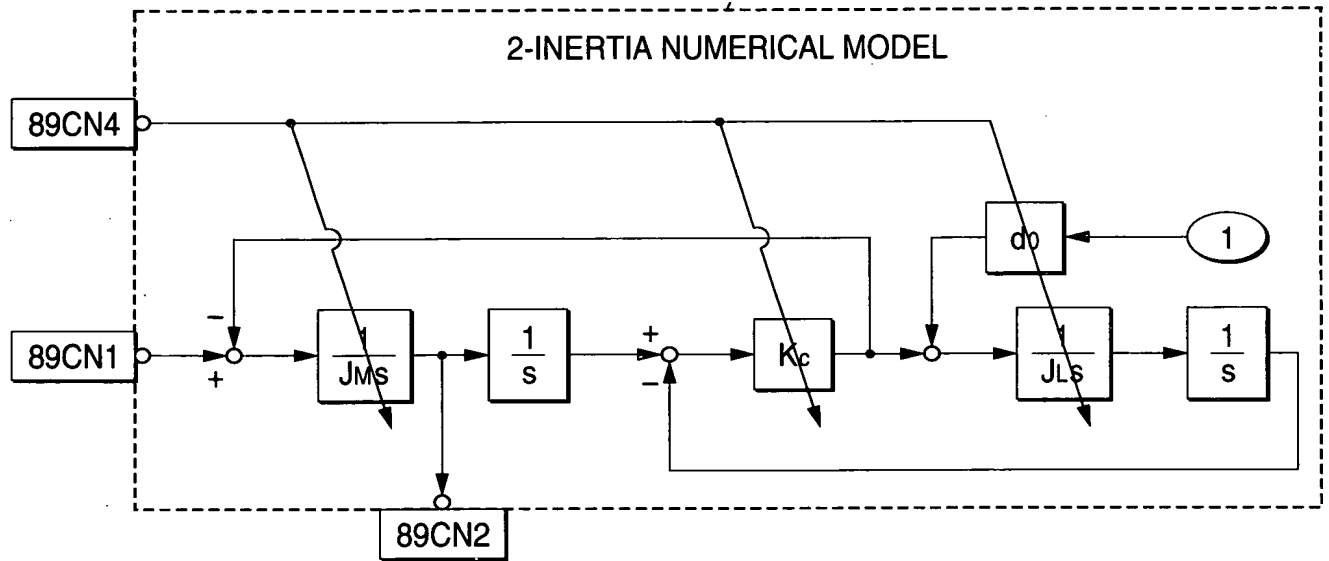 2-INERTIA NUMERICAL MODEL
89CN4
d0
1
89CN1
−
+
1
JMs
1
s
+
−
Kc
1
JLs
1
s
89CN2